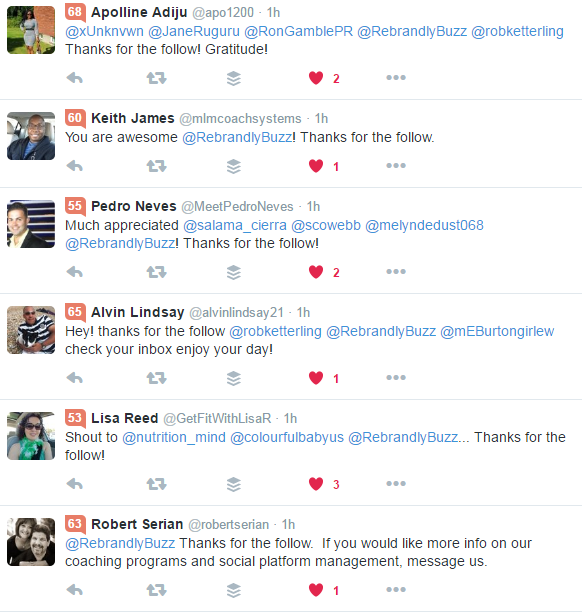 68 Apolline Adiju @apo1200 · 1h
@xUnknvwn @JaneRuguru @RonGamblePR @RebrandlyBuzz @robketterling
Thanks for the follow! Gratitude!
2
60 Keith James @mlmcoachsystems · 1h
You are awesome @RebrandlyBuzz! Thanks for the follow.
1
55 Pedro Neves @MeetPedroNeves · 1h
Much appreciated @salama_cierra @scowebb @melyndedust068
@RebrandlyBuzz! Thanks for the follow!
2
65 Alvin Lindsay @alvinlindsay21 · 1h
Hey! thanks for the follow @robketterling @RebrandlyBuzz @mEBurtongirlew
check your inbox enjoy your day!
1
53 Lisa Reed @GetFitWithLisaR · 1h
Shout to @nutrition_mind @colourfulbabyus @RebrandlyBuzz... Thanks for the
follow!
3
63 Robert Serian @robertserian · 1h
@RebrandlyBuzz Thanks for the follow.  If you would like more info on our
coaching programs and social platform management, message us.
1